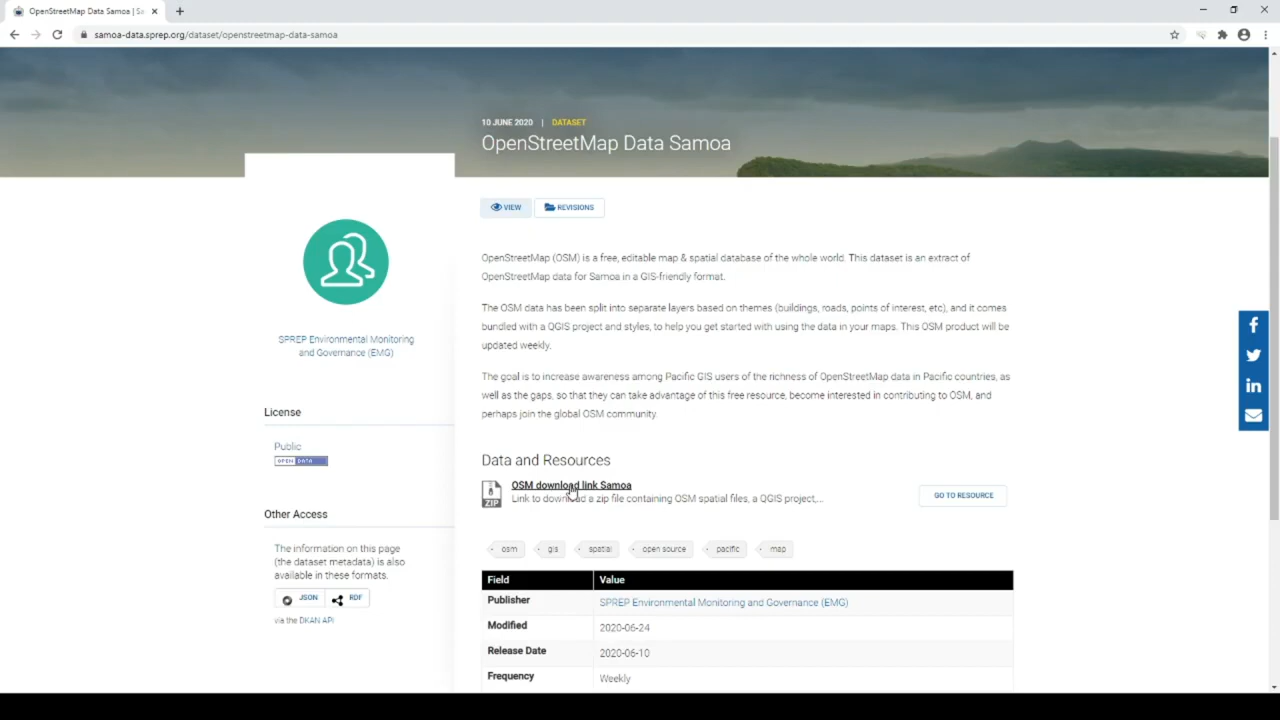 OpenStreetMap Data Samoa | Sa
samoa-data.sprep.org/dataset/openstreetmap-data-samoa
10 JUNE 2020 | DATASET
OpenStreetMap Data Samoa
VIEW
REVISIONS
SPREP Environmental Monitoring
and Governance (EMG)
License
Public
OPEN DATA
Other Access
The information on this page
(the dataset metadata) is also
available in these formats.
JSON
RDF
via the DKAN API
OpenStreetMap (OSM) is a free, editable map & spatial database of the whole world. This dataset is an extract of
OpenStreetMap data for Samoa in a GIS-friendly format.
The OSM data has been split into separate layers based on themes (buildings, roads, points of interest, etc), and it comes
bundled with a QGIS project and styles, to help you get started with using the data in your maps. This OSM product will be
updated weekly.
The goal is to increase awareness among Pacific GIS users of the richness of OpenStreetMap data in Pacific countries, as
well as the gaps, so that they can take advantage of this free resource, become interested in contributing to OSM, and
perhaps join the global OSM community.
Data and Resources
ZIP
OSM download link Samoa
Link to download a zip file containing OSM spatial files, a QGIS project,...
GO TO RESOURCE
osm
gis
spatial
open source
pacific
map
Field Value
Publisher SPREP Environmental Monitoring and Governance (EMG)
Modified 2020-06-24
Release Date 2020-06-10
Frequency Weekly